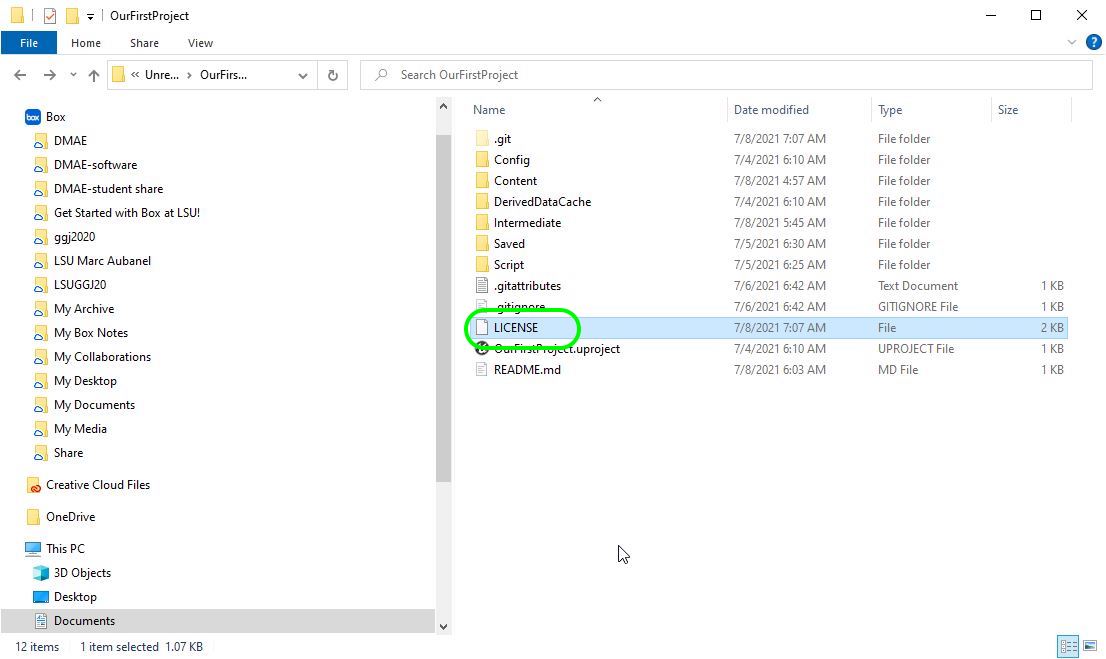 OurFirstProject
File Home Share View
« Unre... > OurFirs... Search OurFirstProject
box Box
DMAE
DMAE-software
DMAE-student share
Get Started with Box at LSU!
ggj2020
LSU Marc Aubanel
LSUGGJ20
My Archive
My Box Notes
My Collaborations
My Desktop
My Documents
My Media
Share
Creative Cloud Files
OneDrive
This PC
3D Objects
Desktop
Documents
Name Date modified Type Size
.git 7/8/2021 7:07 AM File folder
Config 7/4/2021 6:10 AM File folder
Content 7/8/2021 4:57 AM File folder
DerivedDataCache 7/4/2021 6:10 AM File folder
Intermediate 7/8/2021 5:45 AM File folder
Saved 7/5/2021 6:30 AM File folder
Script 7/5/2021 6:25 AM File folder
.gitattributes 7/6/2021 6:42 AM Text Document 1 KB
.gitignore 7/6/2021 6:42 AM GITIGNORE File 1 KB
LICENSE 7/8/2021 7:07 AM File 2 KB
OurFirstProject.uproject 7/4/2021 6:10 AM UPROJECT File 1 KB
README.md 7/8/2021 6:03 AM MD File 1 KB
12 items 1 item selected 1.07 KB